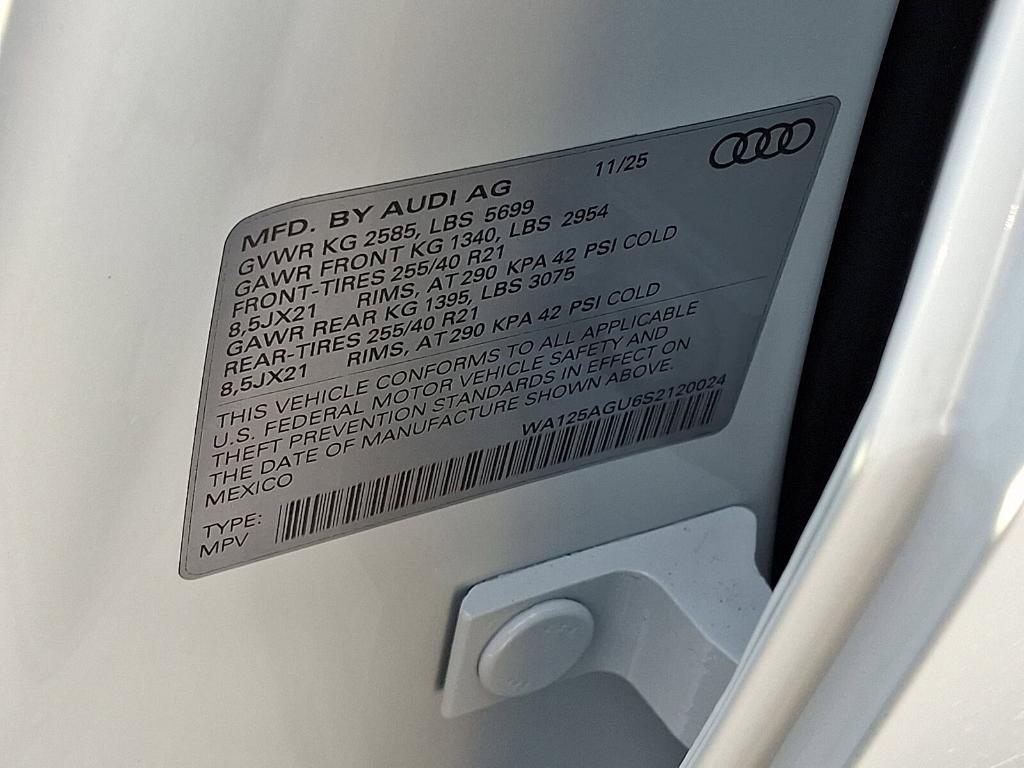 MFD. BY AUDI AG 11/25
GVWR KG 2585, LBS 5699
GAWR FRONT KG 1340, LBS 2954
FRONT-TIRES 255/40 R21
8,5JX21 RIMS, AT 290 KPA 42 PSI COLD
GAWR REAR KG 1395, LBS 3075
REAR-TIRES 255/40 R21
8,5JX21 RIMS, AT 290 KPA 42 PSI COLD
THIS VEHICLE CONFORMS TO ALL APPLICABLE
U.S. FEDERAL MOTOR VEHICLE SAFETY AND
THEFT PREVENTION STANDARDS IN EFFECT ON
THE DATE OF MANUFACTURE SHOWN ABOVE.
MEXICO WA125AGU6S2120024
TYPE:
MPV